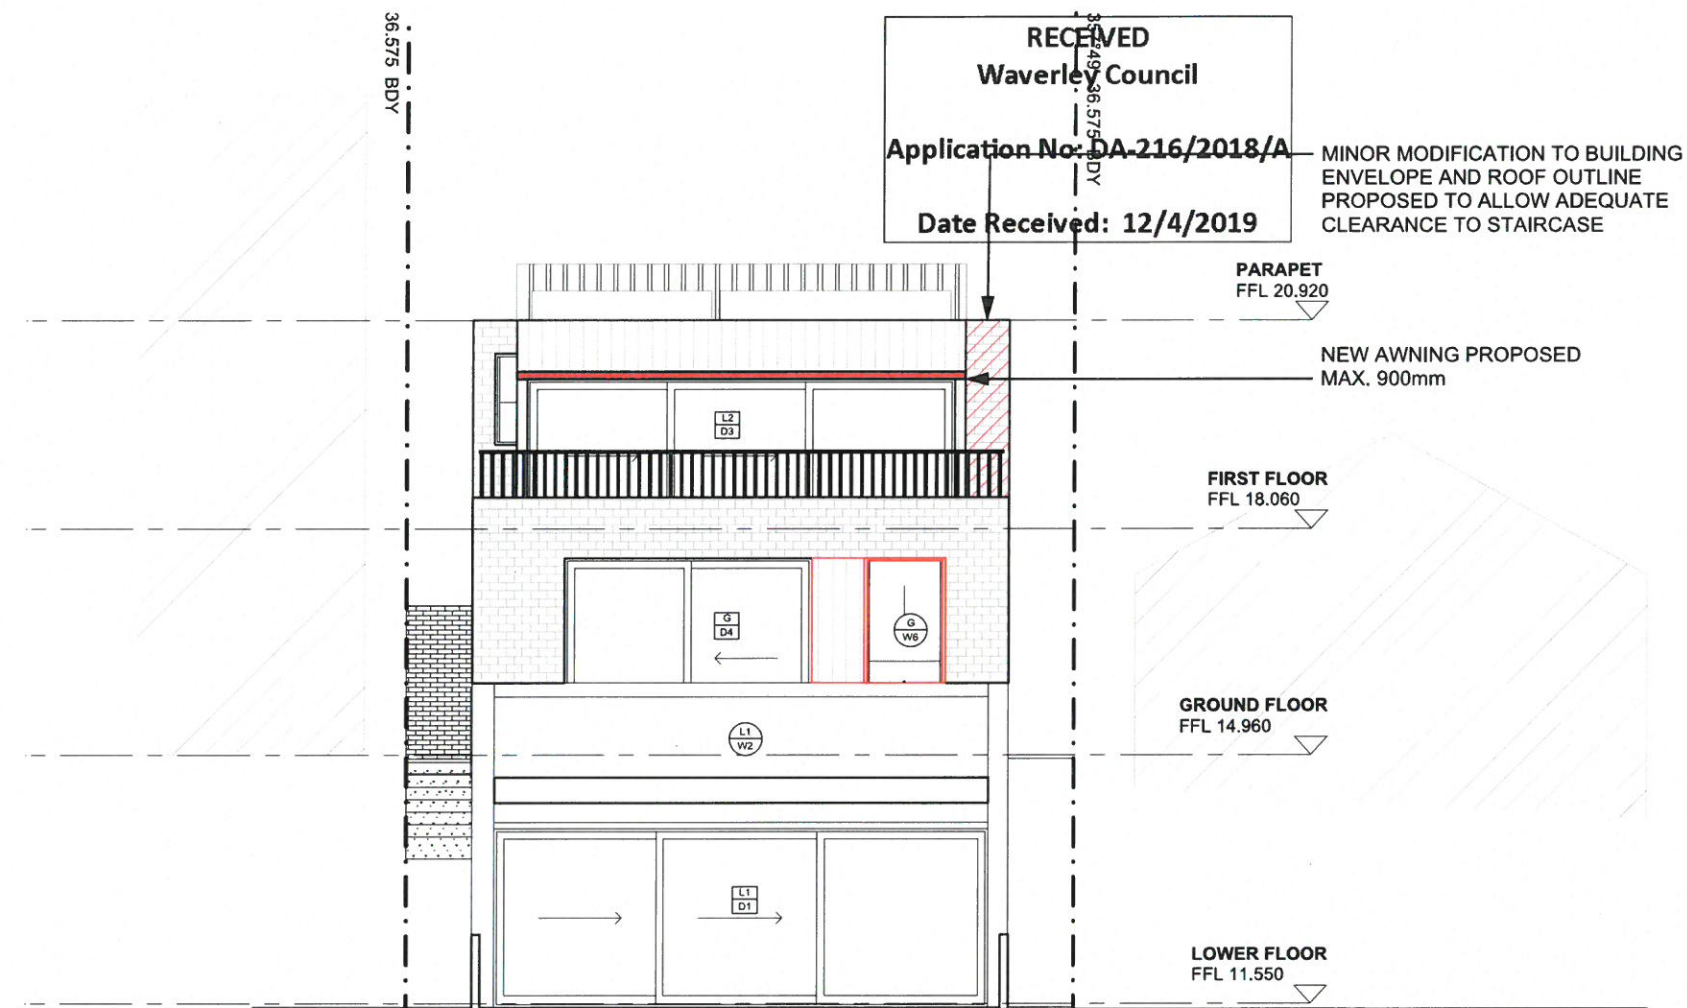 36.575 BDY
RECEIVED
Waverley Council
Application No: DA-216/2018/A
Date Received: 12/4/2019
36.575 BDY
MINOR MODIFICATION TO BUILDING
ENVELOPE AND ROOF OUTLINE
PROPOSED TO ALLOW ADEQUATE
CLEARANCE TO STAIRCASE
PARAPET
FFL 20.920
NEW AWNING PROPOSED
MAX. 900mm
L2
D3
FIRST FLOOR
FFL 18.060
G
D4
G
W6
GROUND FLOOR
FFL 14.960
L1
W2
L1
D1
LOWER FLOOR
FFL 11.550